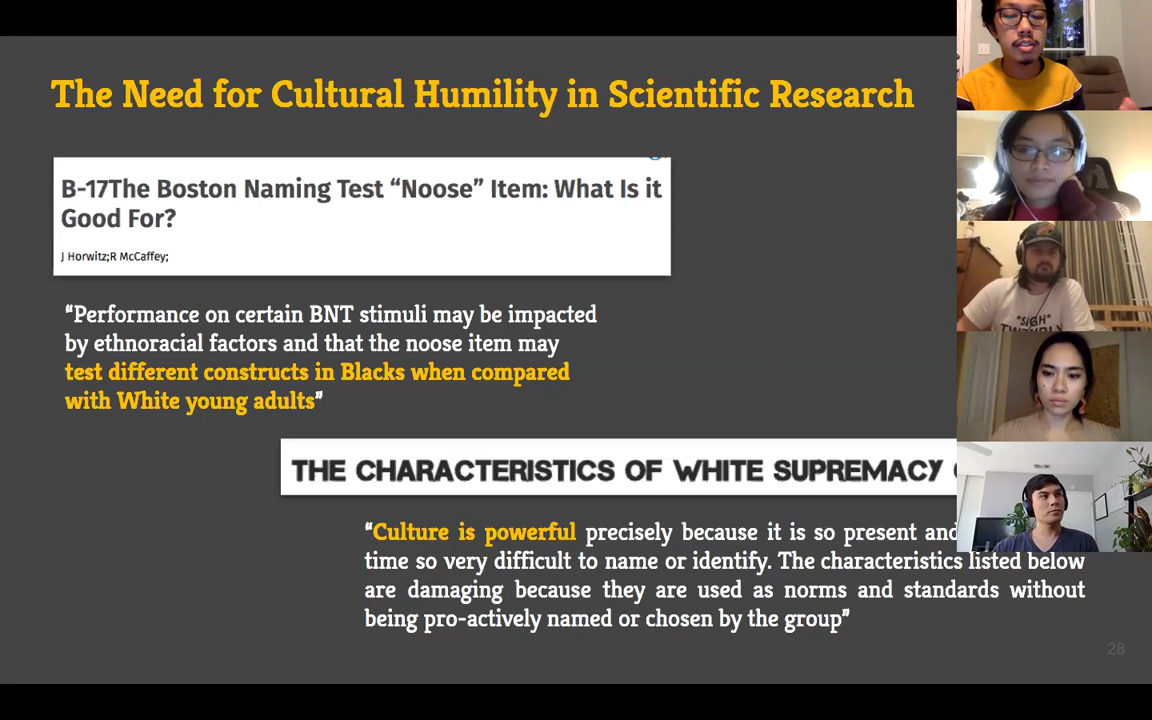 The Need for Cultural Humility in Scientific Research
B-17The Boston Naming Test “Noose” Item: What Is it
Good For?
J Horwitz;R McCaffey;
“Performance on certain BNT stimuli may be impacted
by ethnoracial factors and that the noose item may
test different constructs in Blacks when compared
with White young adults”
THE CHARACTERISTICS OF WHITE SUPREMACY
“Culture is powerful precisely because it is so present and
time so very difficult to name or identify. The characteristics listed below
are damaging because they are used as norms and standards without
being pro-actively named or chosen by the group”
*SIGH*
28